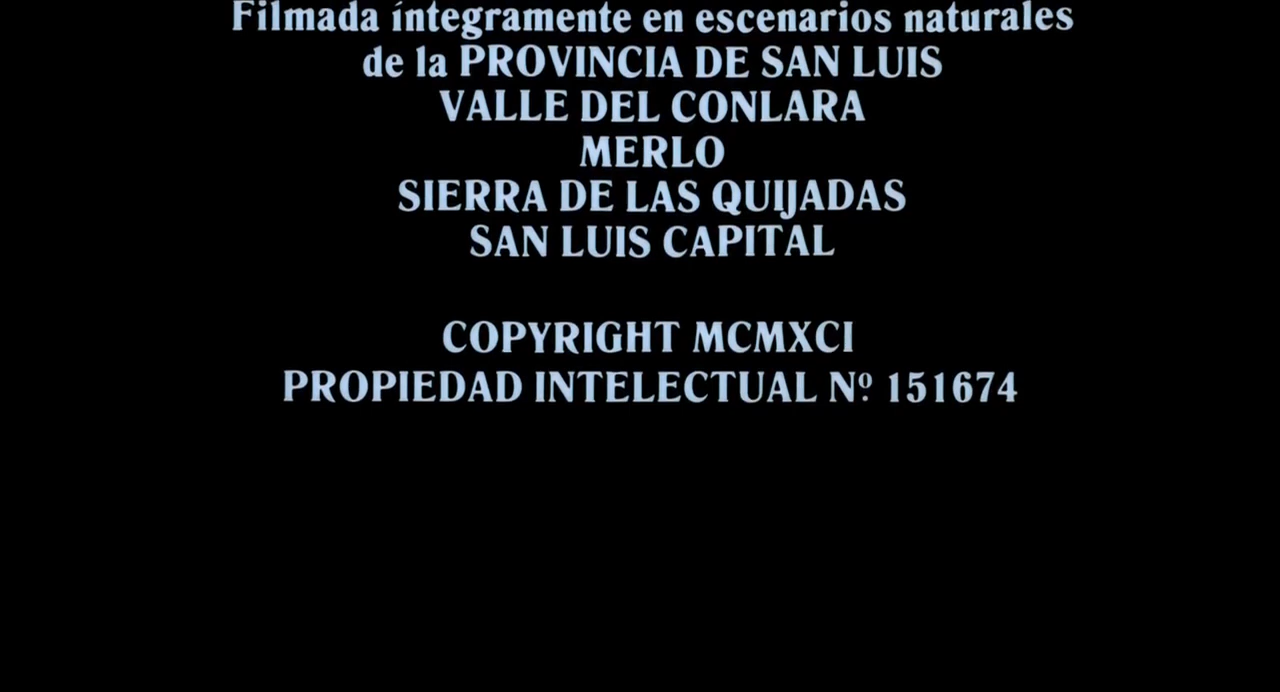 Filmada íntegramente en escenarios naturales
de la PROVINCIA DE SAN LUIS
VALLE DEL CONLARA
MERLO
SIERRA DE LAS QUIJADAS
SAN LUIS CAPITAL
COPYRIGHT MCMXCI
PROPIEDAD INTELECTUAL Nº 151674